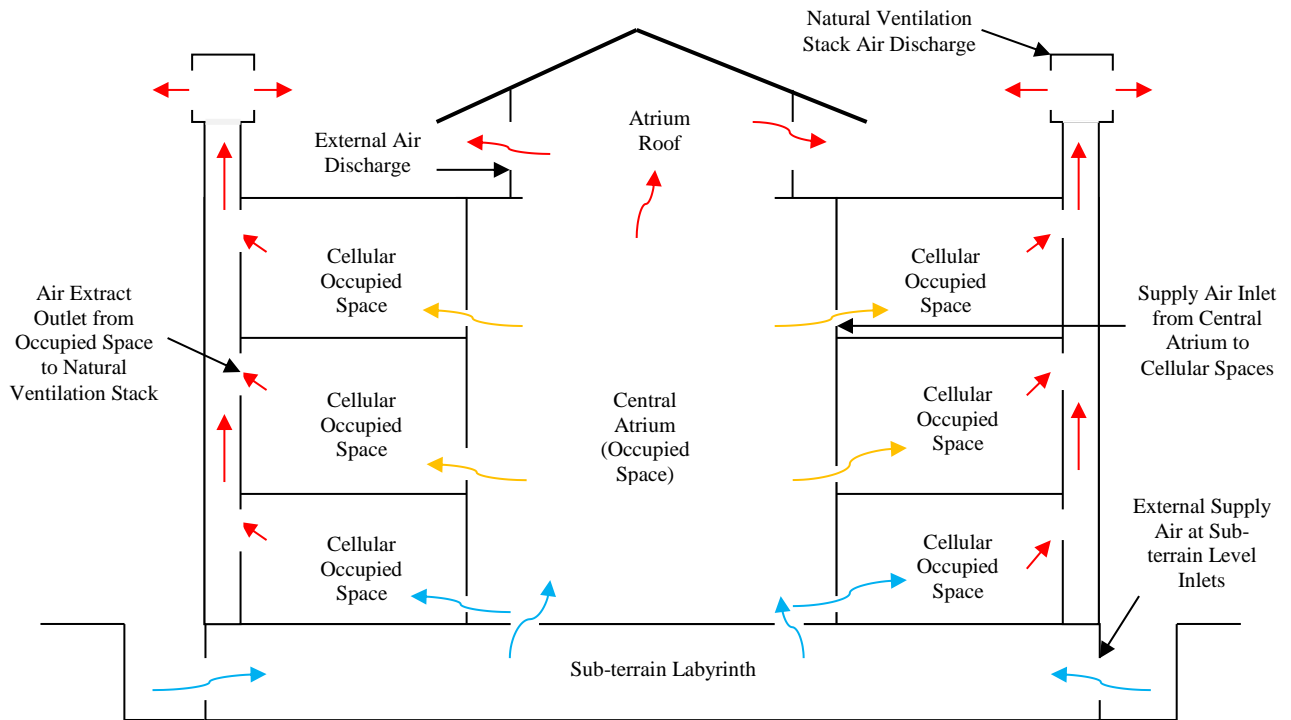 Natural Ventilation
Stack Air Discharge
External Air
Discharge
Atrium
Roof
Cellular
Occupied
Space
Cellular
Occupied
Space
Air Extract
Outlet from
Occupied Space
to Natural
Ventilation Stack
Supply Air Inlet
from Central
Atrium to
Cellular Spaces
Cellular
Occupied
Space
Central
Atrium
(Occupied
Space)
Cellular
Occupied
Space
External Supply
Air at Sub-
terrain Level
Inlets
Cellular
Occupied
Space
Cellular
Occupied
Space
Sub-terrain Labyrinth